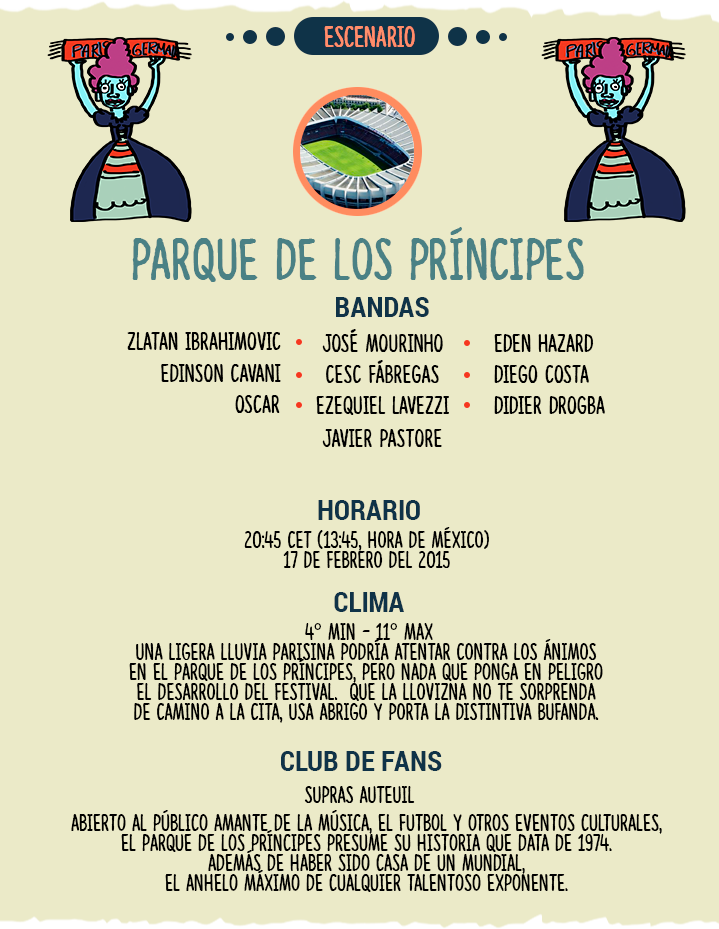 ESCENARIO
PARIS GERMAN
PARIS GERMAN
PARQUE DE LOS PRÍNCIPES
BANDAS
ZLATAN IBRAHIMOVIC • JOSÉ MOURINHO • EDEN HAZARD
EDINSON CAVANI • CESC FÁBREGAS • DIEGO COSTA
OSCAR • EZEQUIEL LAVEZZI • DIDIER DROGBA
JAVIER PASTORE
HORARIO
20:45 CET (13:45, HORA DE MÉXICO)
17 DE FEBRERO DEL 2015
CLIMA
4° MIN - 11° MAX
UNA LIGERA LLUVIA PARISINA PODRÍA ATENTAR CONTRA LOS ÁNIMOS
EN EL PARQUE DE LOS PRÍNCIPES, PERO NADA QUE PONGA EN PELIGRO
EL DESARROLLO DEL FESTIVAL. QUE LA LLOVIZNA NO TE SORPRENDA
DE CAMINO A LA CITA, USA ABRIGO Y PORTA LA DISTINTIVA BUFANDA.
CLUB DE FANS
SUPRAS AUTEUIL
ABIERTO AL PÚBLICO AMANTE DE LA MÚSICA, EL FUTBOL Y OTROS EVENTOS CULTURALES,
EL PARQUE DE LOS PRÍNCIPES PRESUME SU HISTORIA QUE DATA DE 1974.
ADEMÁS DE HABER SIDO CASA DE UN MUNDIAL,
EL ANHELO MÁXIMO DE CUALQUIER TALENTOSO EXPONENTE.